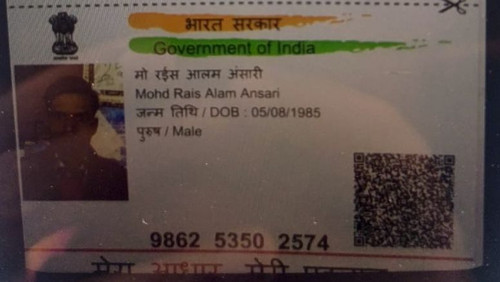 भारत सरकार
Government of India
मो रईस आलम अंसारी
Mohd Rais Alam Ansari
जन्म तिथि / DOB : 05/08/1985
पुरुष / Male
9862 5350 2574
मेरा आधार, मेरी